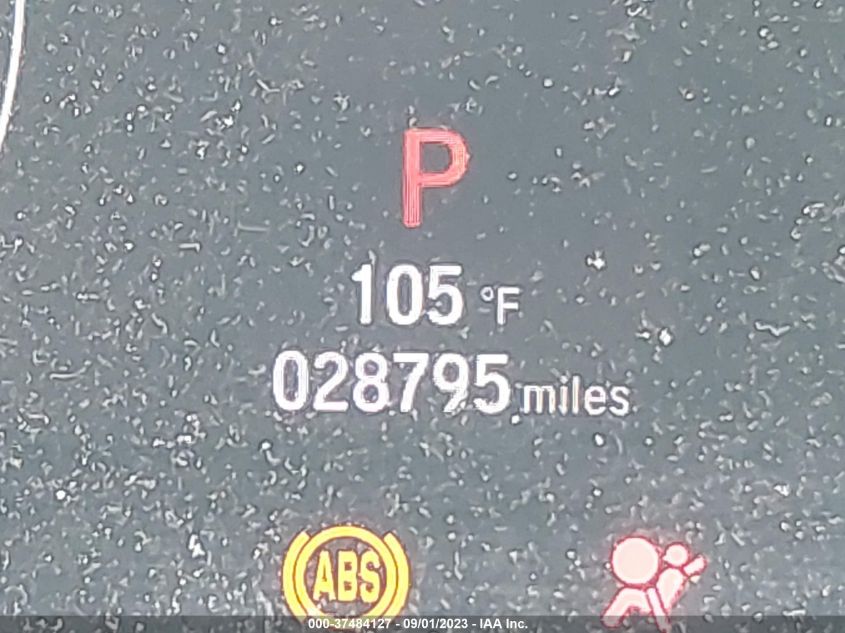 P
105 °F
028795 miles
ABS
000-37484127 - 09/01/2023 - IAA Inc.